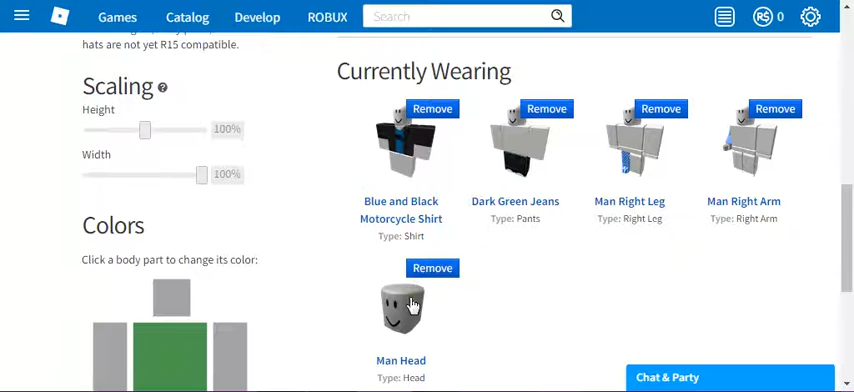 Games
Catalog
Develop
ROBUX
Search
R$ 0
hats are not yet R15 compatible.
Scaling ?
Height
100%
Width
100%
Colors
Click a body part to change its color:
Currently Wearing
Remove
Remove
Remove
Remove
Blue and Black
Motorcycle Shirt
Type: Shirt
Dark Green Jeans
Type: Pants
Man Right Leg
Type: Right Leg
Man Right Arm
Type: Right Arm
Remove
Man Head
Type: Head
Chat & Party